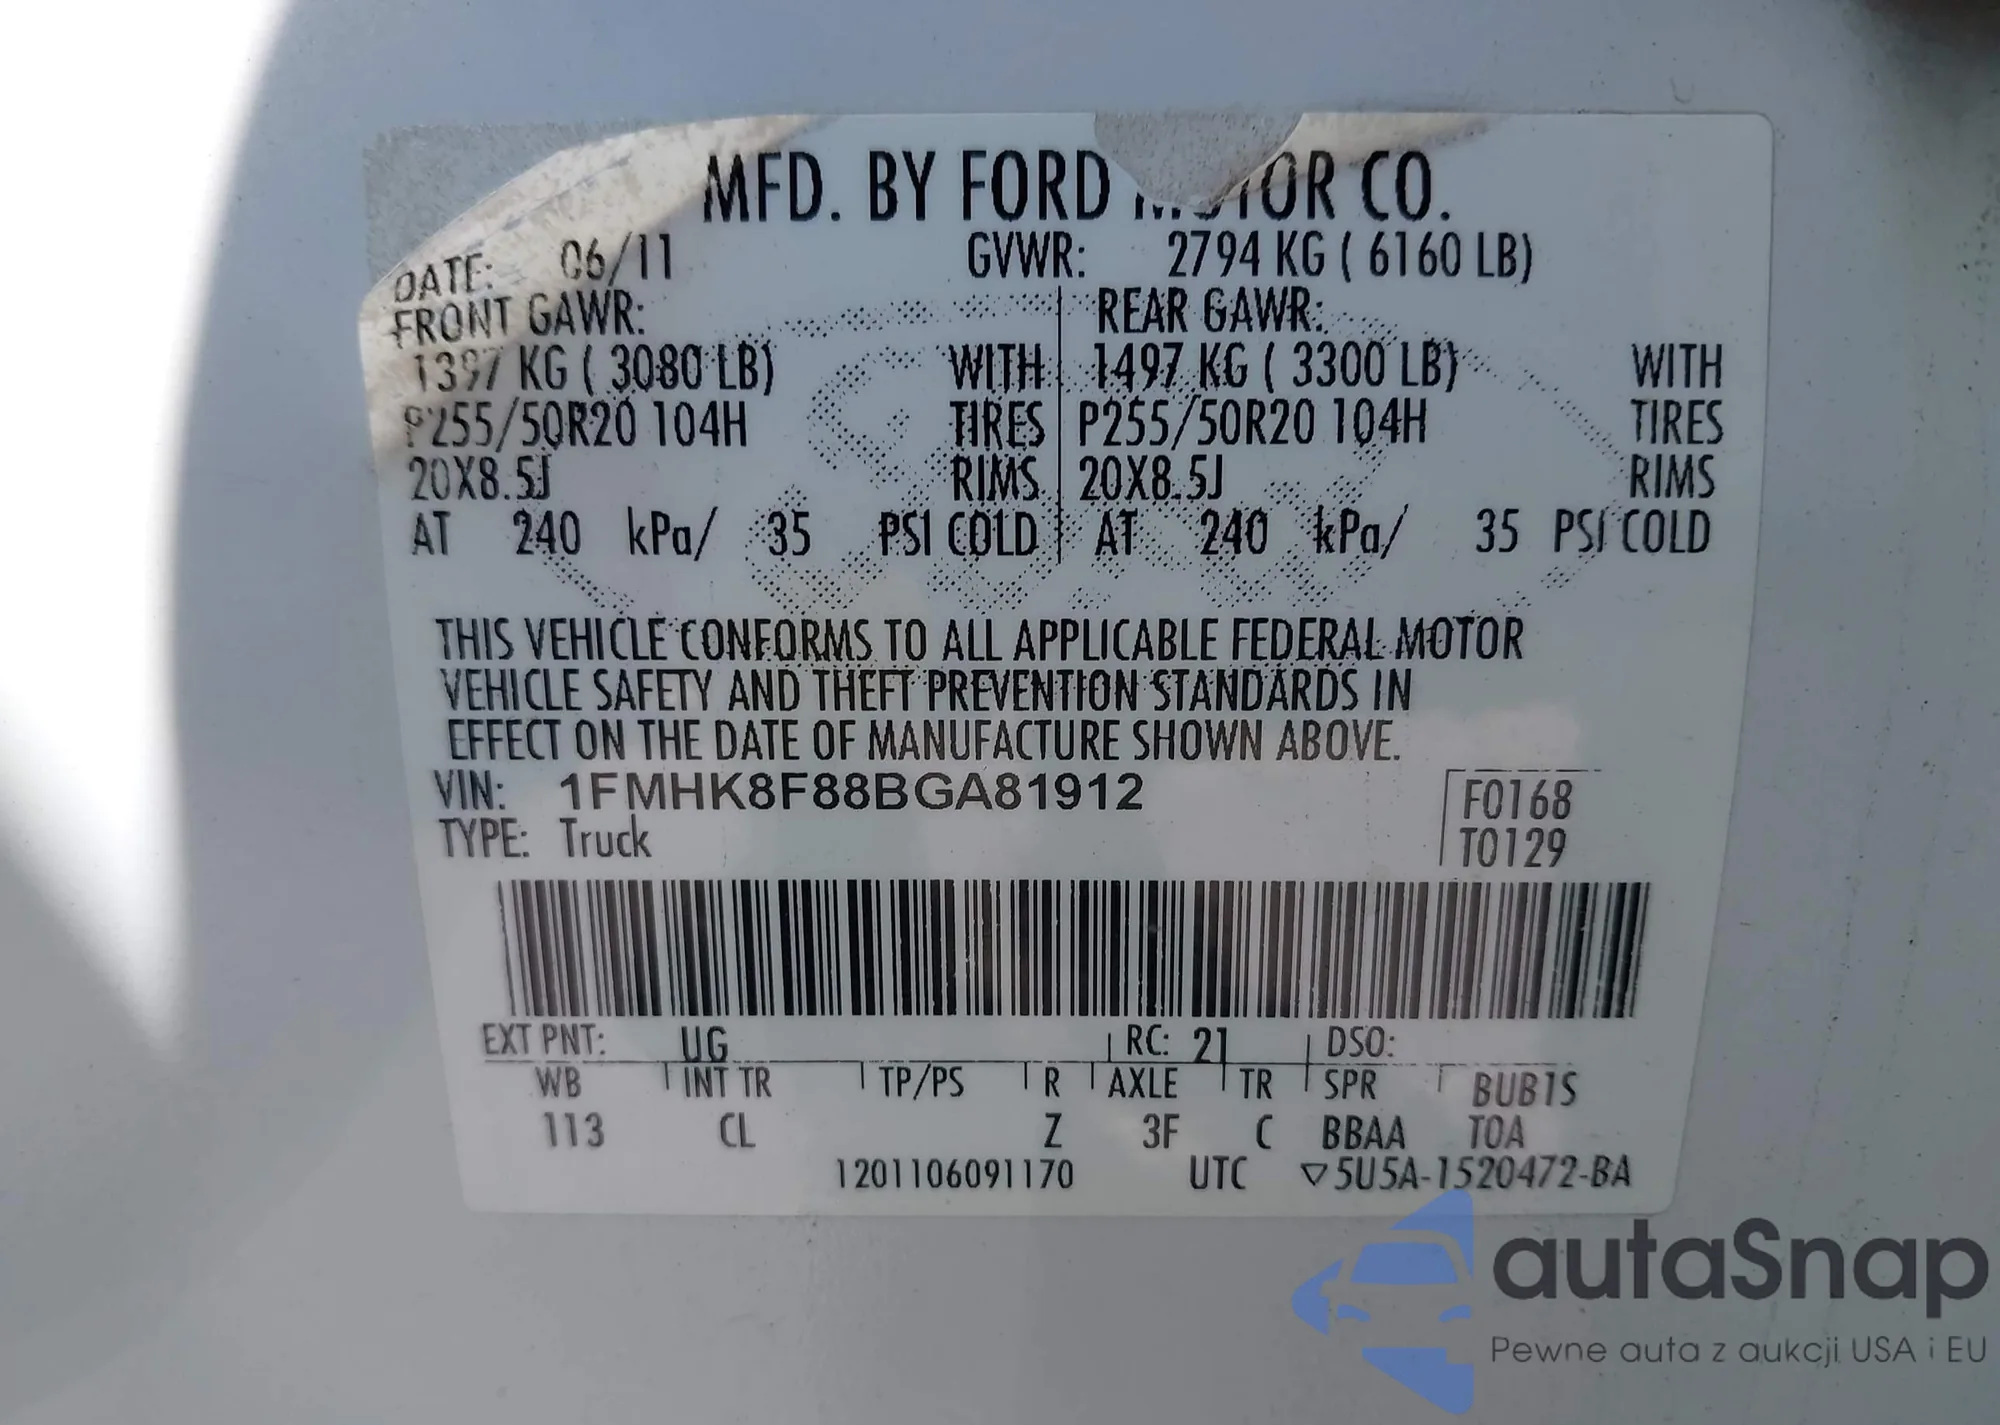 MFD. BY FORD MOTOR CO.
DATE: 06/11 GVWR: 2794 KG ( 6160 LB)
FRONT GAWR: REAR GAWR:
1397 KG ( 3080 LB) WITH 1497 KG ( 3300 LB) WITH
P255/50R20 104H TIRES P255/50R20 104H TIRES
20X8.5J RIMS 20X8.5J RIMS
AT 240 kPa/ 35 PSI COLD AT 240 kPa/ 35 PSI COLD
THIS VEHICLE CONFORMS TO ALL APPLICABLE FEDERAL MOTOR
VEHICLE SAFETY AND THEFT PREVENTION STANDARDS IN
EFFECT ON THE DATE OF MANUFACTURE SHOWN ABOVE.
VIN: 1FMHK8F88BGA81912 F0168
TYPE: Truck T0129
EXT PNT: UG RC: 21 DSO:
WB INT TR TP/PS R AXLE TR SPR BUB1S
113 CL Z 3F C BBAA TOA
1201106091170 UTC ▽5U5A-1520472-BA
autaSnap
Pewne auta z aukcji USA i EU